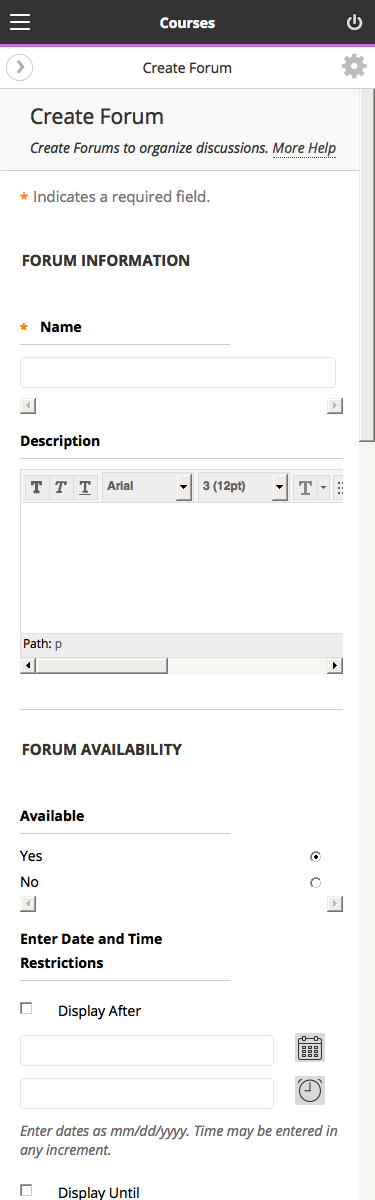 Courses
Create Forum
Create Forum
Create Forums to organize discussions. More Help
* Indicates a required field.
FORUM INFORMATION
* Name
Description
T T T Arial 3 (12pt) T
Path: p
FORUM AVAILABILITY
Available
Yes
No
Enter Date and Time
Restrictions
Display After
Enter dates as mm/dd/yyyy. Time may be entered in
any increment.
Display Until